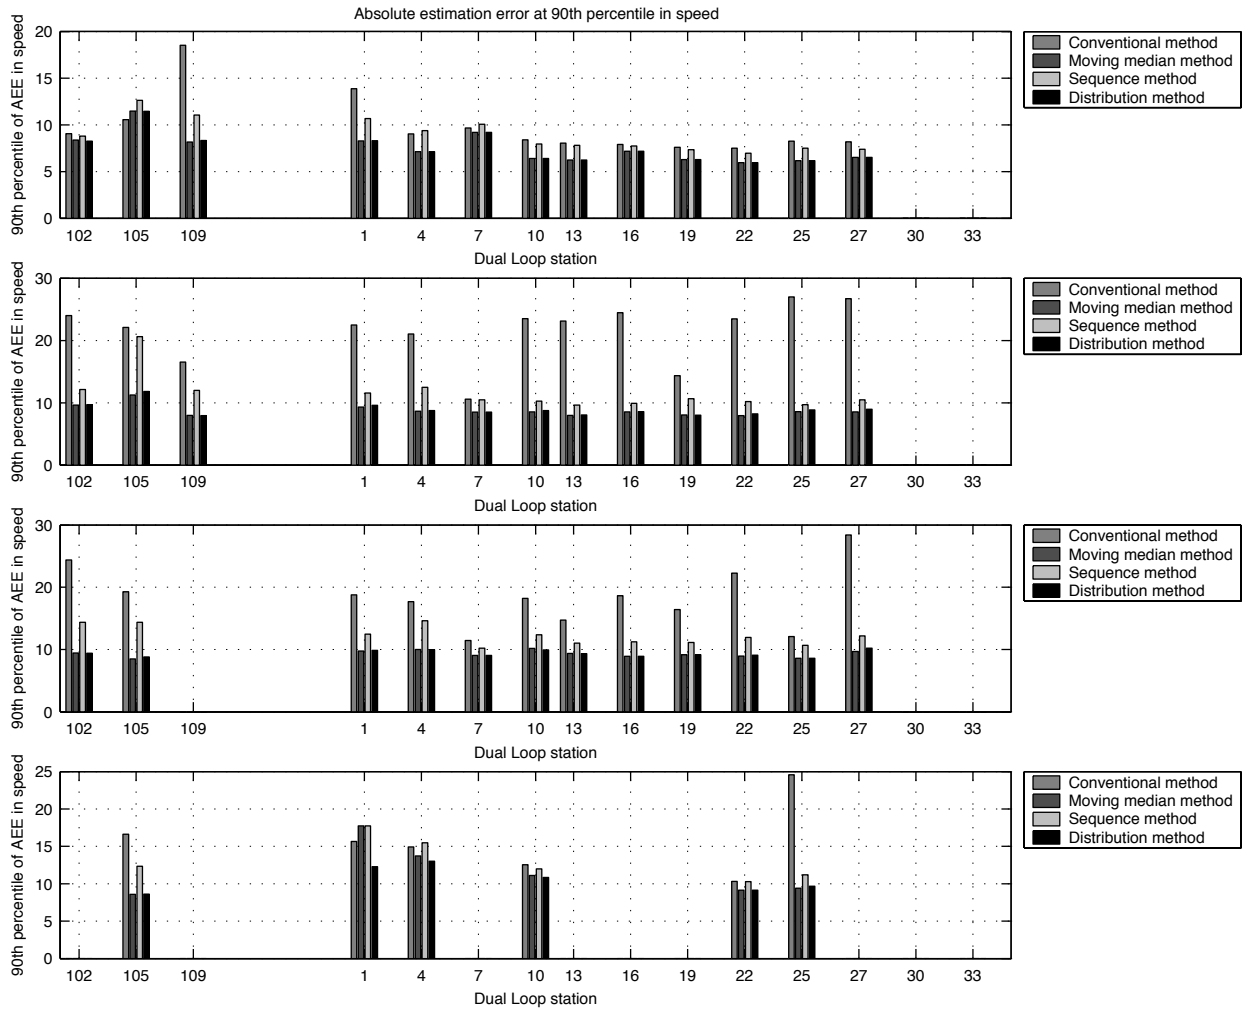 Absolute estimation error at 90th percentile in speed
90th percentile of AEE in speed
20
15
10
5
0
102 105 109 1 4 7 10 13 16 19 22 25 27 30 33
Dual Loop station
Conventional method
Moving median method
Sequence method
Distribution method
90th percentile of AEE in speed
30
20
10
0
102 105 109 1 4 7 10 13 16 19 22 25 27 30 33
Dual Loop station
Conventional method
Moving median method
Sequence method
Distribution method
90th percentile of AEE in speed
30
20
10
0
102 105 109 1 4 7 10 13 16 19 22 25 27 30 33
Dual Loop station
Conventional method
Moving median method
Sequence method
Distribution method
90th percentile of AEE in speed
25
20
15
10
5
0
102 105 109 1 4 7 10 13 16 19 22 25 27 30 33
Dual Loop station
Conventional method
Moving median method
Sequence method
Distribution method